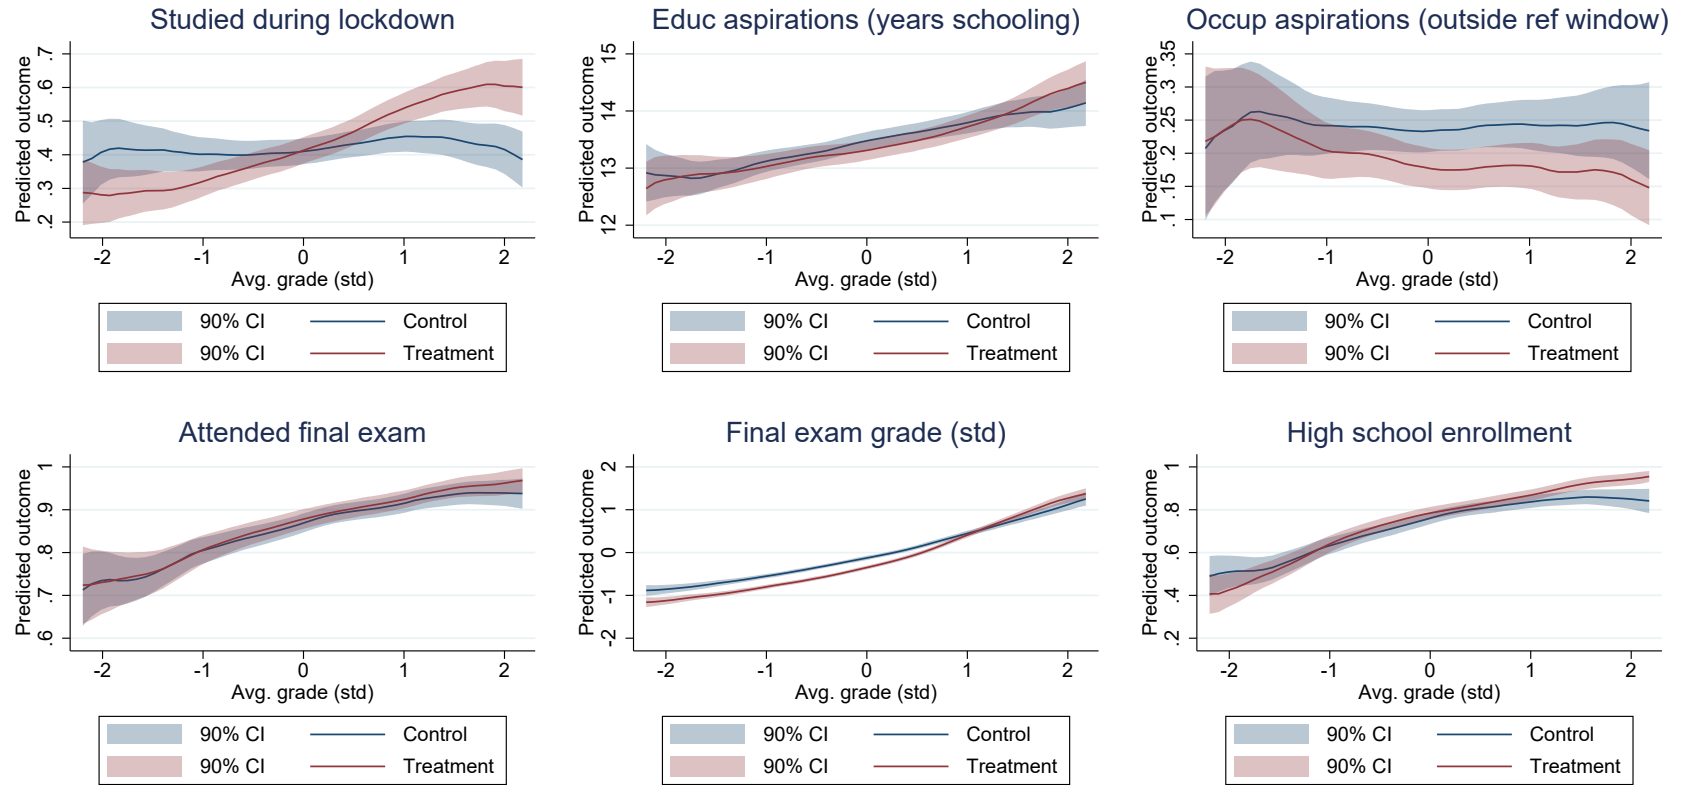 Studied during lockdown
Predicted outcome
.7
.6
.5
.4
.3
.2
-2 -1 0 1 2
Avg. grade (std)
90% CI Control
90% CI Treatment
Educ aspirations (years schooling)
Predicted outcome
15
14
13
12
-2 -1 0 1 2
Avg. grade (std)
90% CI Control
90% CI Treatment
Occup aspirations (outside ref window)
Predicted outcome
.35
.3
.25
.2
.15
.1
-2 -1 0 1 2
Avg. grade (std)
90% CI Control
90% CI Treatment
Attended final exam
Predicted outcome
1
.9
.8
.7
.6
-2 -1 0 1 2
Avg. grade (std)
90% CI Control
90% CI Treatment
Final exam grade (std)
Predicted outcome
2
1
0
-1
-2
-2 -1 0 1 2
Avg. grade (std)
90% CI Control
90% CI Treatment
High school enrollment
Predicted outcome
1
.8
.6
.4
.2
-2 -1 0 1 2
Avg. grade (std)
90% CI Control
90% CI Treatment